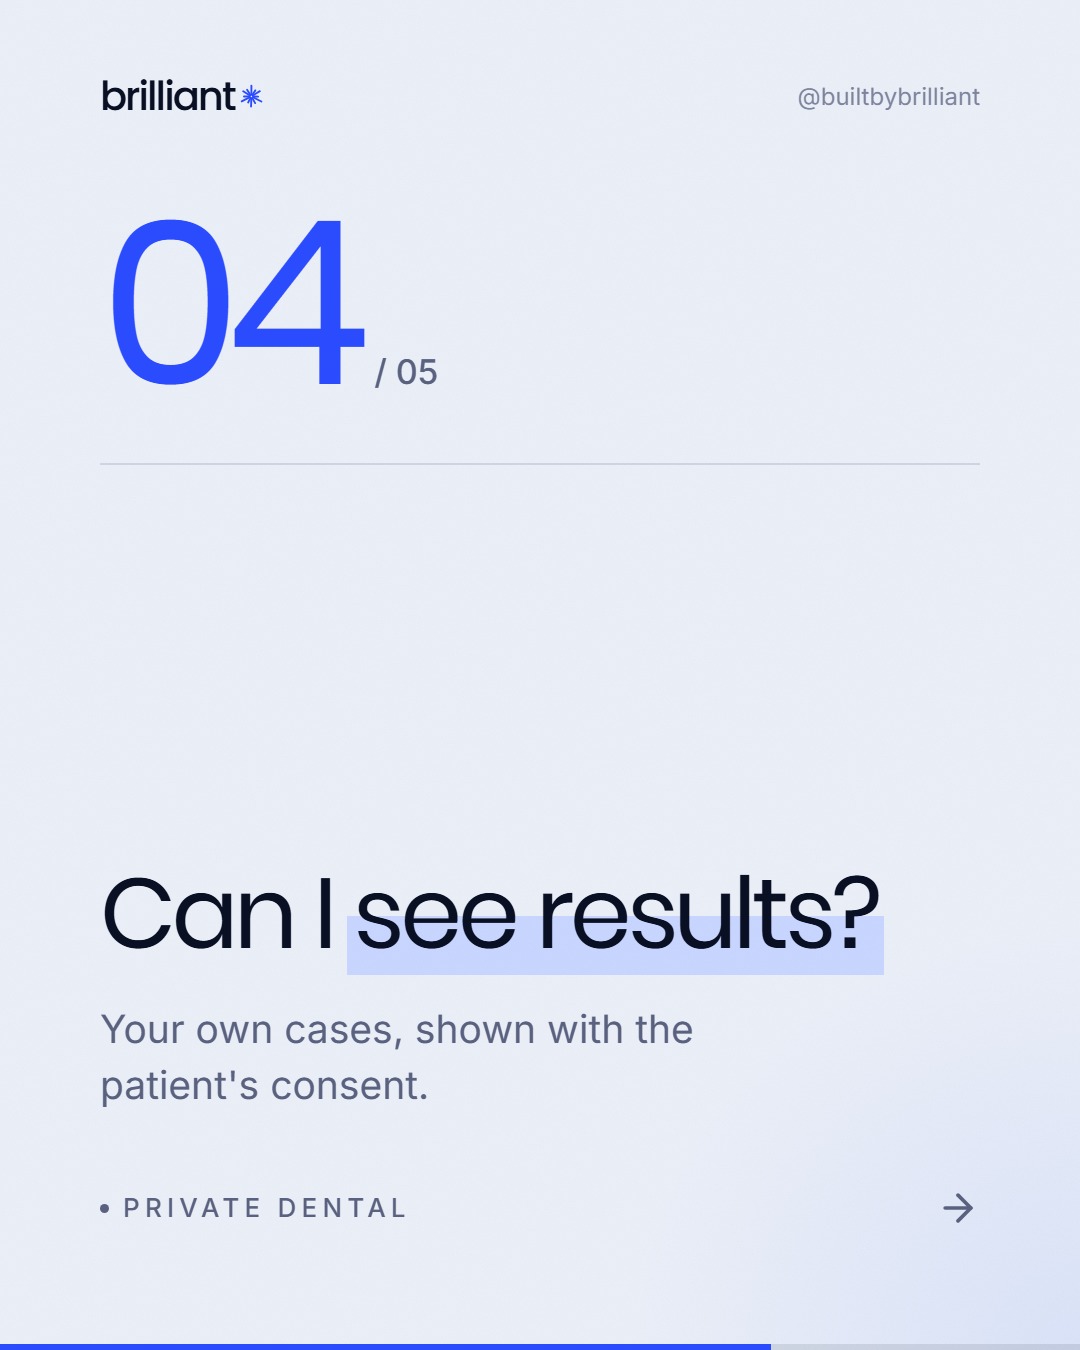 brilliant
@builtbybrilliant
04 / 05
Can I see results?
Your own cases, shown with the
patient's consent.
• PRIVATE DENTAL